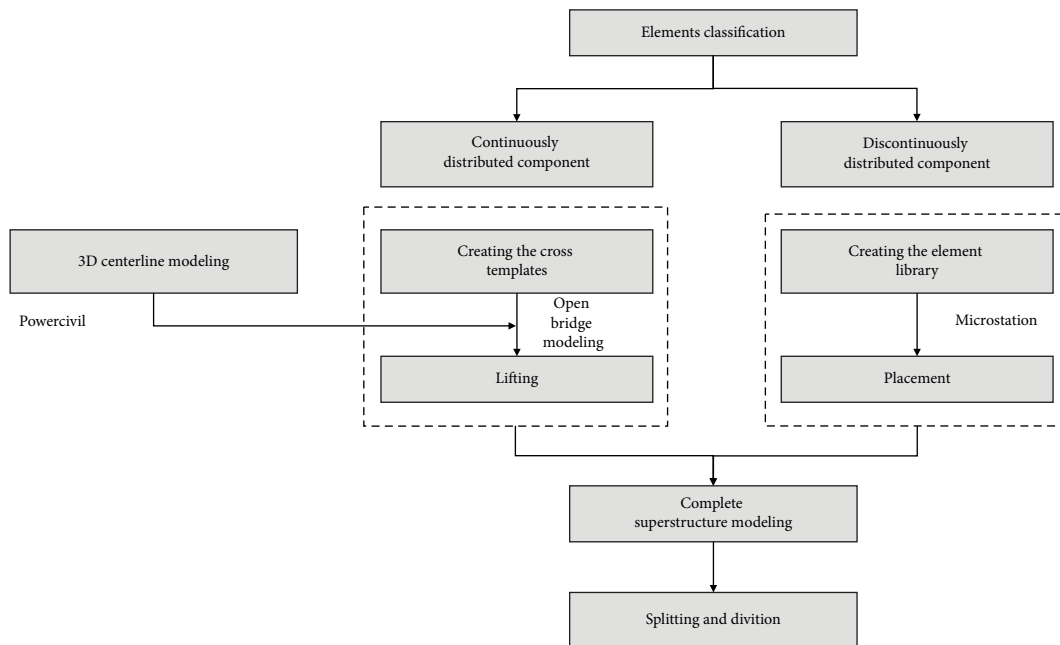 Elements classification
Continuously
distributed component
Discontinuously
distributed component
3D centerline modeling
Creating the cross
templates
Creating the element
library
Powercivil
Open
bridge
modeling
Microstation
Lifting
Placement
Complete
superstructure modeling
Splitting and divition